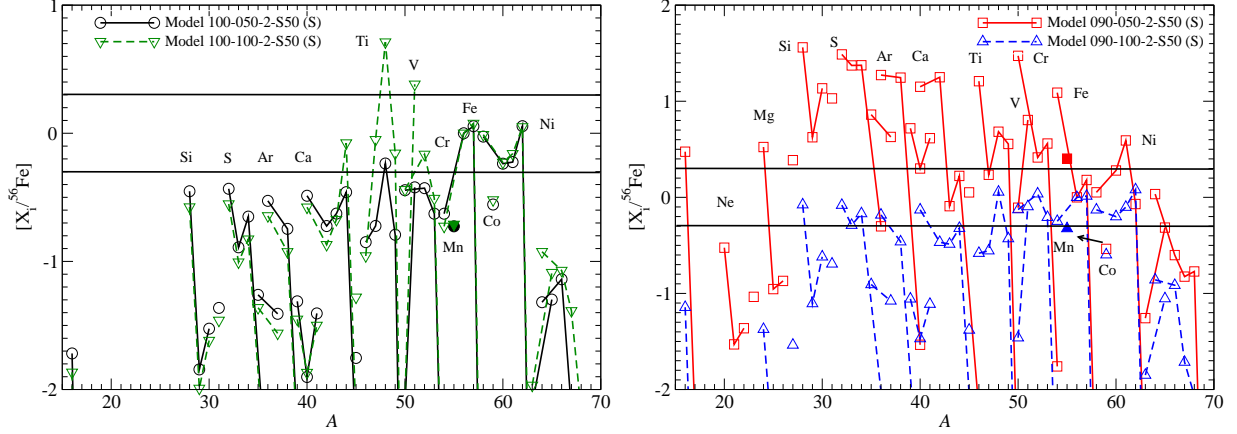 Model 100-050-2-S50 (S)
Model 100-100-2-S50 (S)
[X_i/^56Fe]
1
0
-1
-2
20
30
40
50
60
70
A
Si
S
Ar
Ca
Ti
V
Cr
Fe
Mn
Co
Ni
Model 090-050-2-S50 (S)
Model 090-100-2-S50 (S)
[X_i/^56Fe]
2
1
0
-1
-2
20
30
40
50
60
70
A
Ne
Mg
Si
S
Ar
Ca
Ti
V
Cr
Fe
Mn
Co
Ni